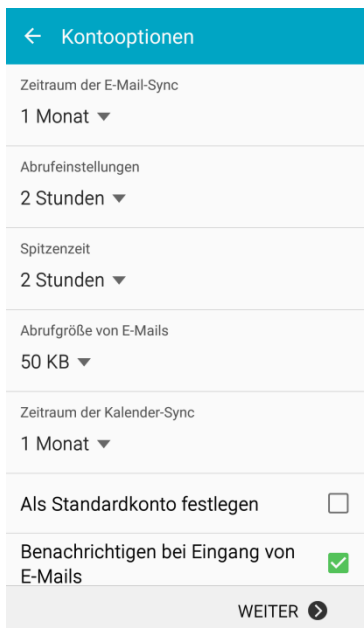 Kontooptionen
Zeitraum der E-Mail-Sync
1 Monat
Abrufeinstellungen
2 Stunden
Spitzenzeit
2 Stunden
Abrufgröße von E-Mails
50 KB
Zeitraum der Kalender-Sync
1 Monat
Als Standardkonto festlegen
Benachrichtigen bei Eingang von
E-Mails
WEITER